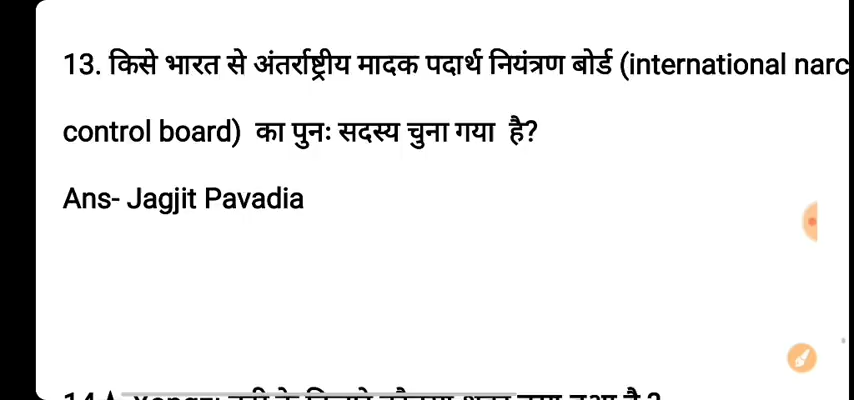 13. किसे भारत से अंतर्राष्ट्रीय मादक पदार्थ नियंत्रण बोर्ड (international narc
control board) का पुनः सदस्य चुना गया है?
Ans- Jagjit Pavadia